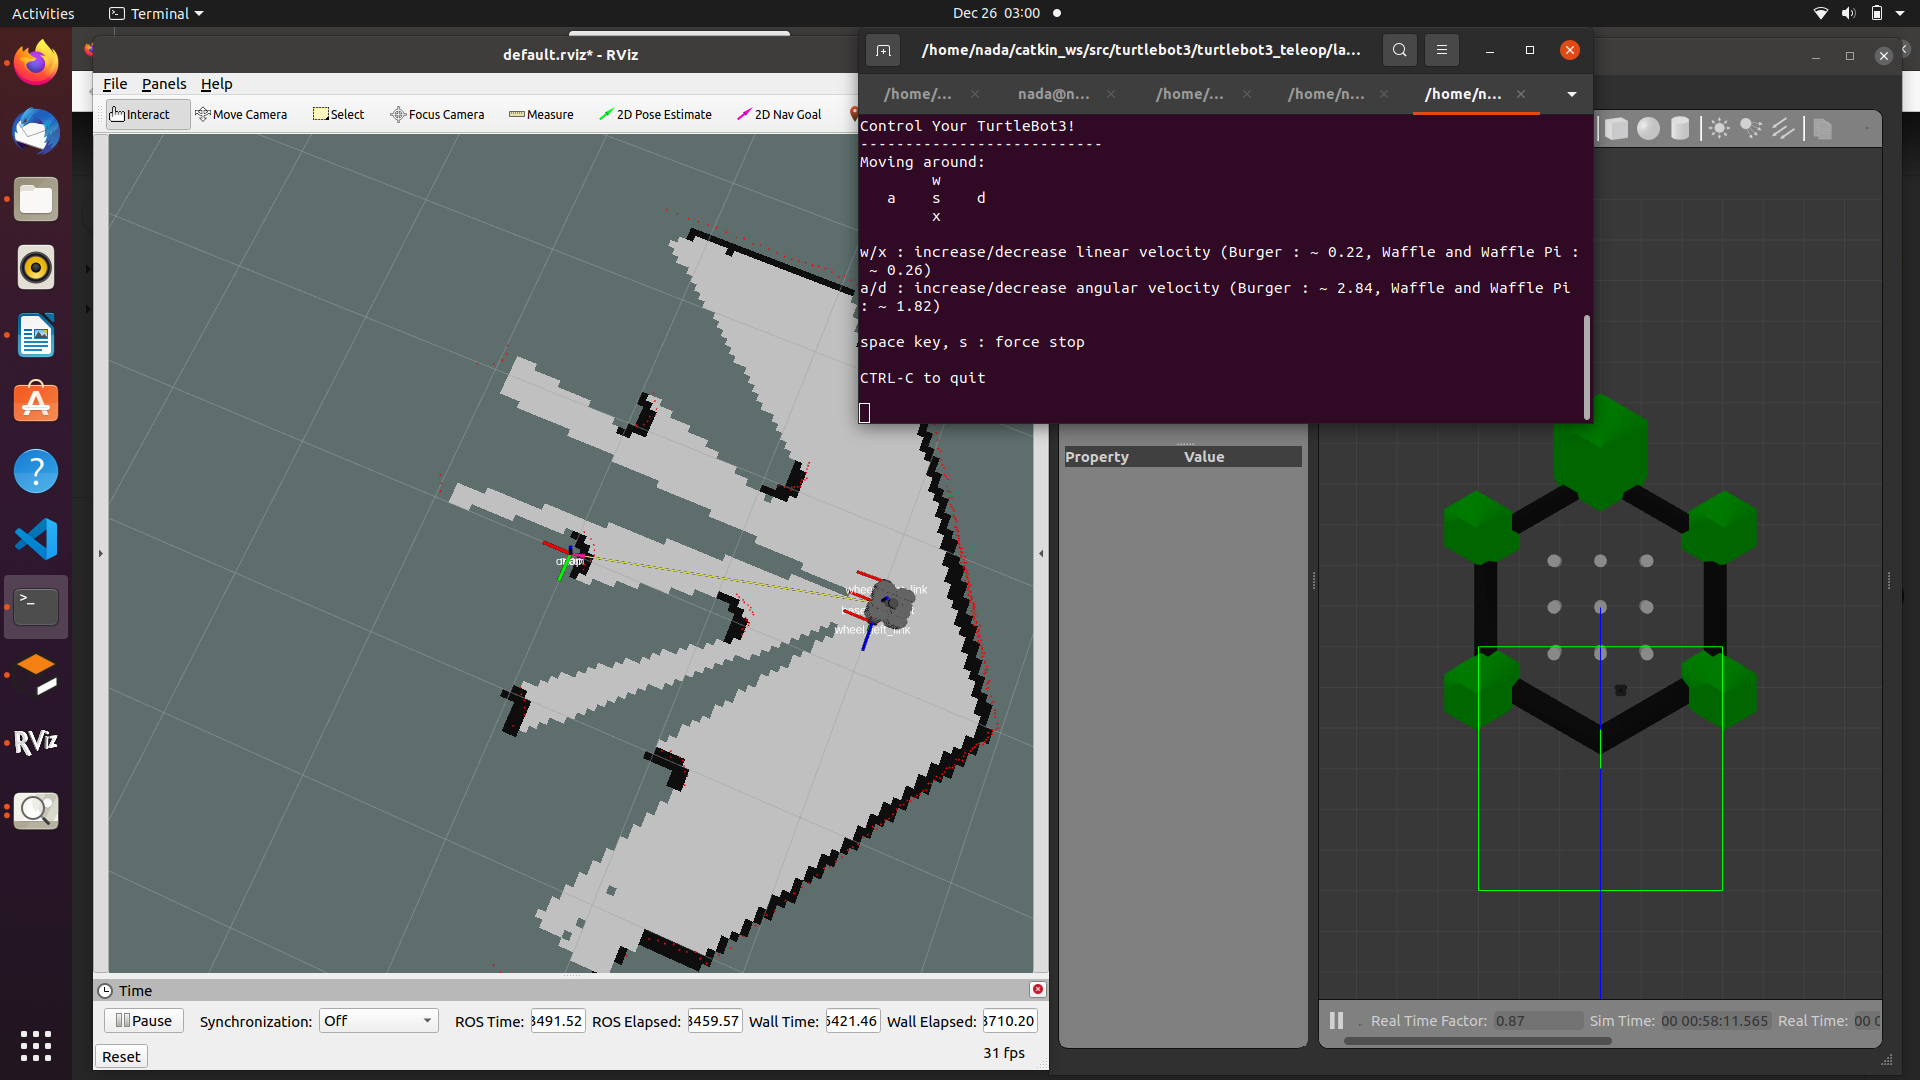 Activities
Terminal
Dec 26 03:00
default.rviz* - RViz
File Panels Help
Interact Move Camera Select Focus Camera Measure 2D Pose Estimate 2D Nav Goal
/home/nada/catkin_ws/src/turtlebot3/turtlebot3_teleop/la...
/home/... nada@n... /home/... /home/n... /home/n...
Control Your TurtleBot3!
---------------------------
Moving around:
w
a s d
x
w/x : increase/decrease linear velocity (Burger : ~ 0.22, Waffle and Waffle Pi :
~ 0.26)
a/d : increase/decrease angular velocity (Burger : ~ 2.84, Waffle and Waffle Pi
: ~ 1.82)
space key, s : force stop
CTRL-C to quit
Property Value
wheel_left_link
RViz
Time
Pause Synchronization: Off ROS Time: 3491.52 ROS Elapsed: 3459.57 Wall Time: 5421.46 Wall Elapsed: 3710.20
Reset
31 fps
Real Time Factor: 0.87 Sim Time: 00 00:58:11.565 Real Time: 00